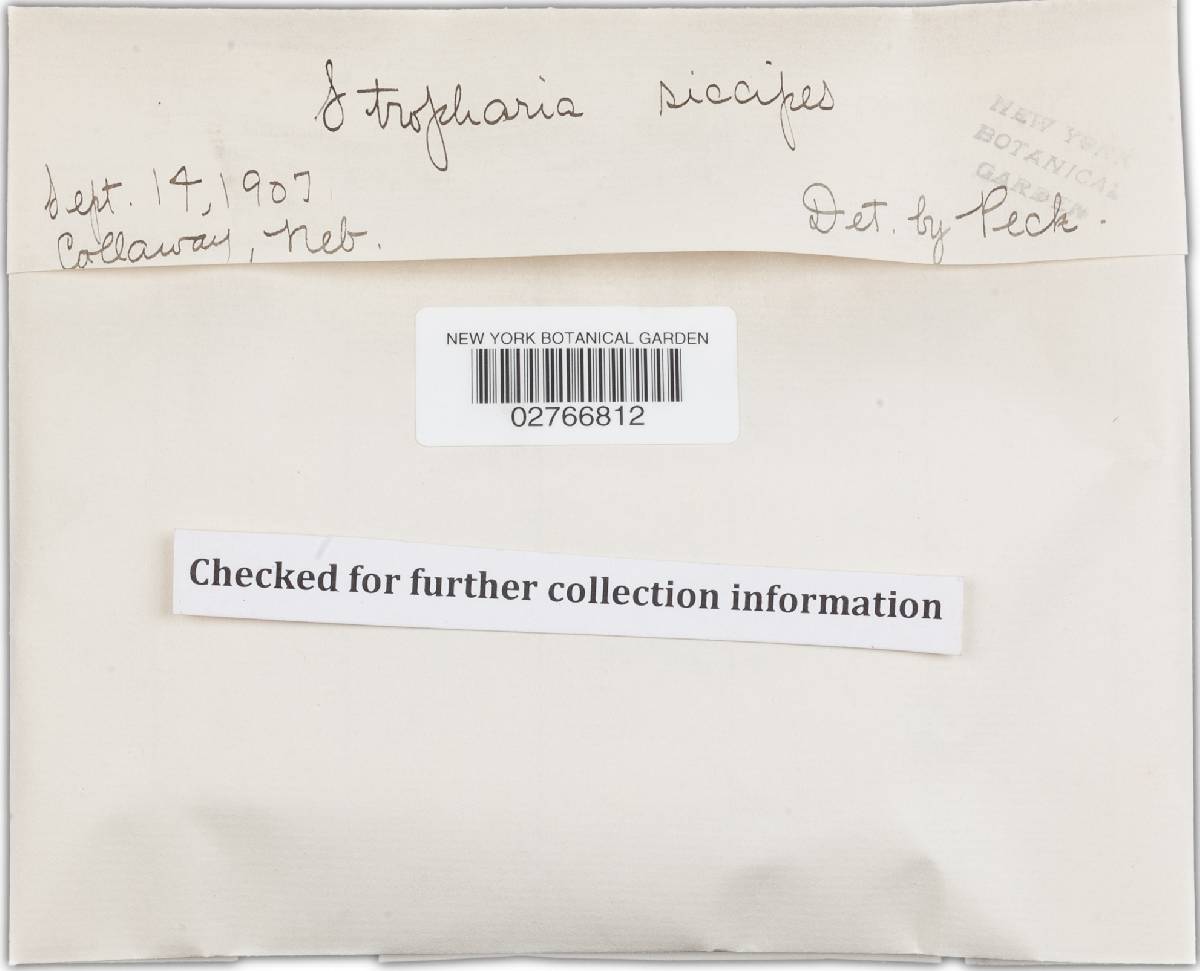 Stropharia siccipes
NEW YORK
BOTANICAL
GARDEN
Sept. 14, 1907
Callaway, Neb.
Det. by Peck.
NEW YORK BOTANICAL GARDEN
02766812
Checked for further collection information